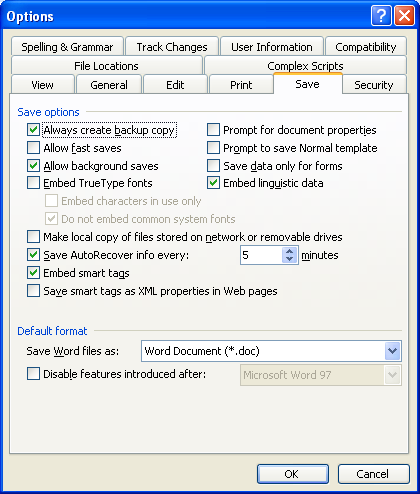 Options
Spelling & Grammar Track Changes User Information Compatibility
File Locations Complex Scripts
View General Edit Print Save Security
Save options
Always create backup copy Prompt for document properties
Allow fast saves Prompt to save Normal template
Allow background saves Save data only for forms
Embed TrueType fonts Embed linguistic data
Embed characters in use only
Do not embed common system fonts
Make local copy of files stored on network or removable drives
Save AutoRecover info every: 5 minutes
Embed smart tags
Save smart tags as XML properties in Web pages
Default format
Save Word files as: Word Document (*.doc)
Disable features introduced after: Microsoft Word 97
OK Cancel